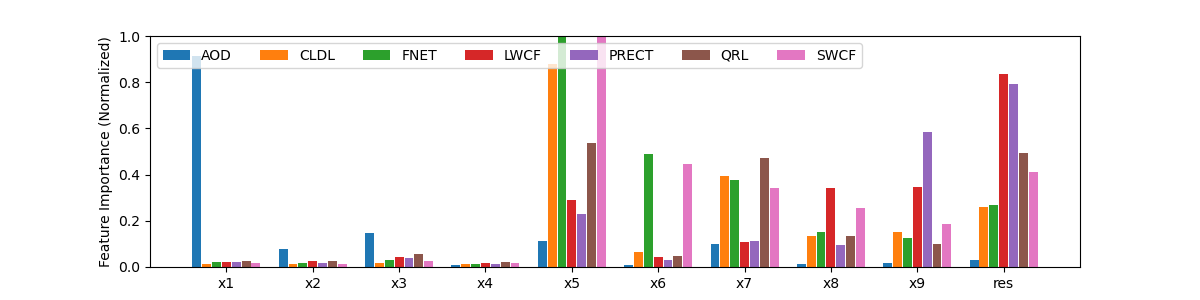 Feature Importance (Normalized)
1.0
0.8
0.6
0.4
0.2
0.0
AOD CLDL FNET LWCF PRECT QRL SWCF
x1 x2 x3 x4 x5 x6 x7 x8 x9 res